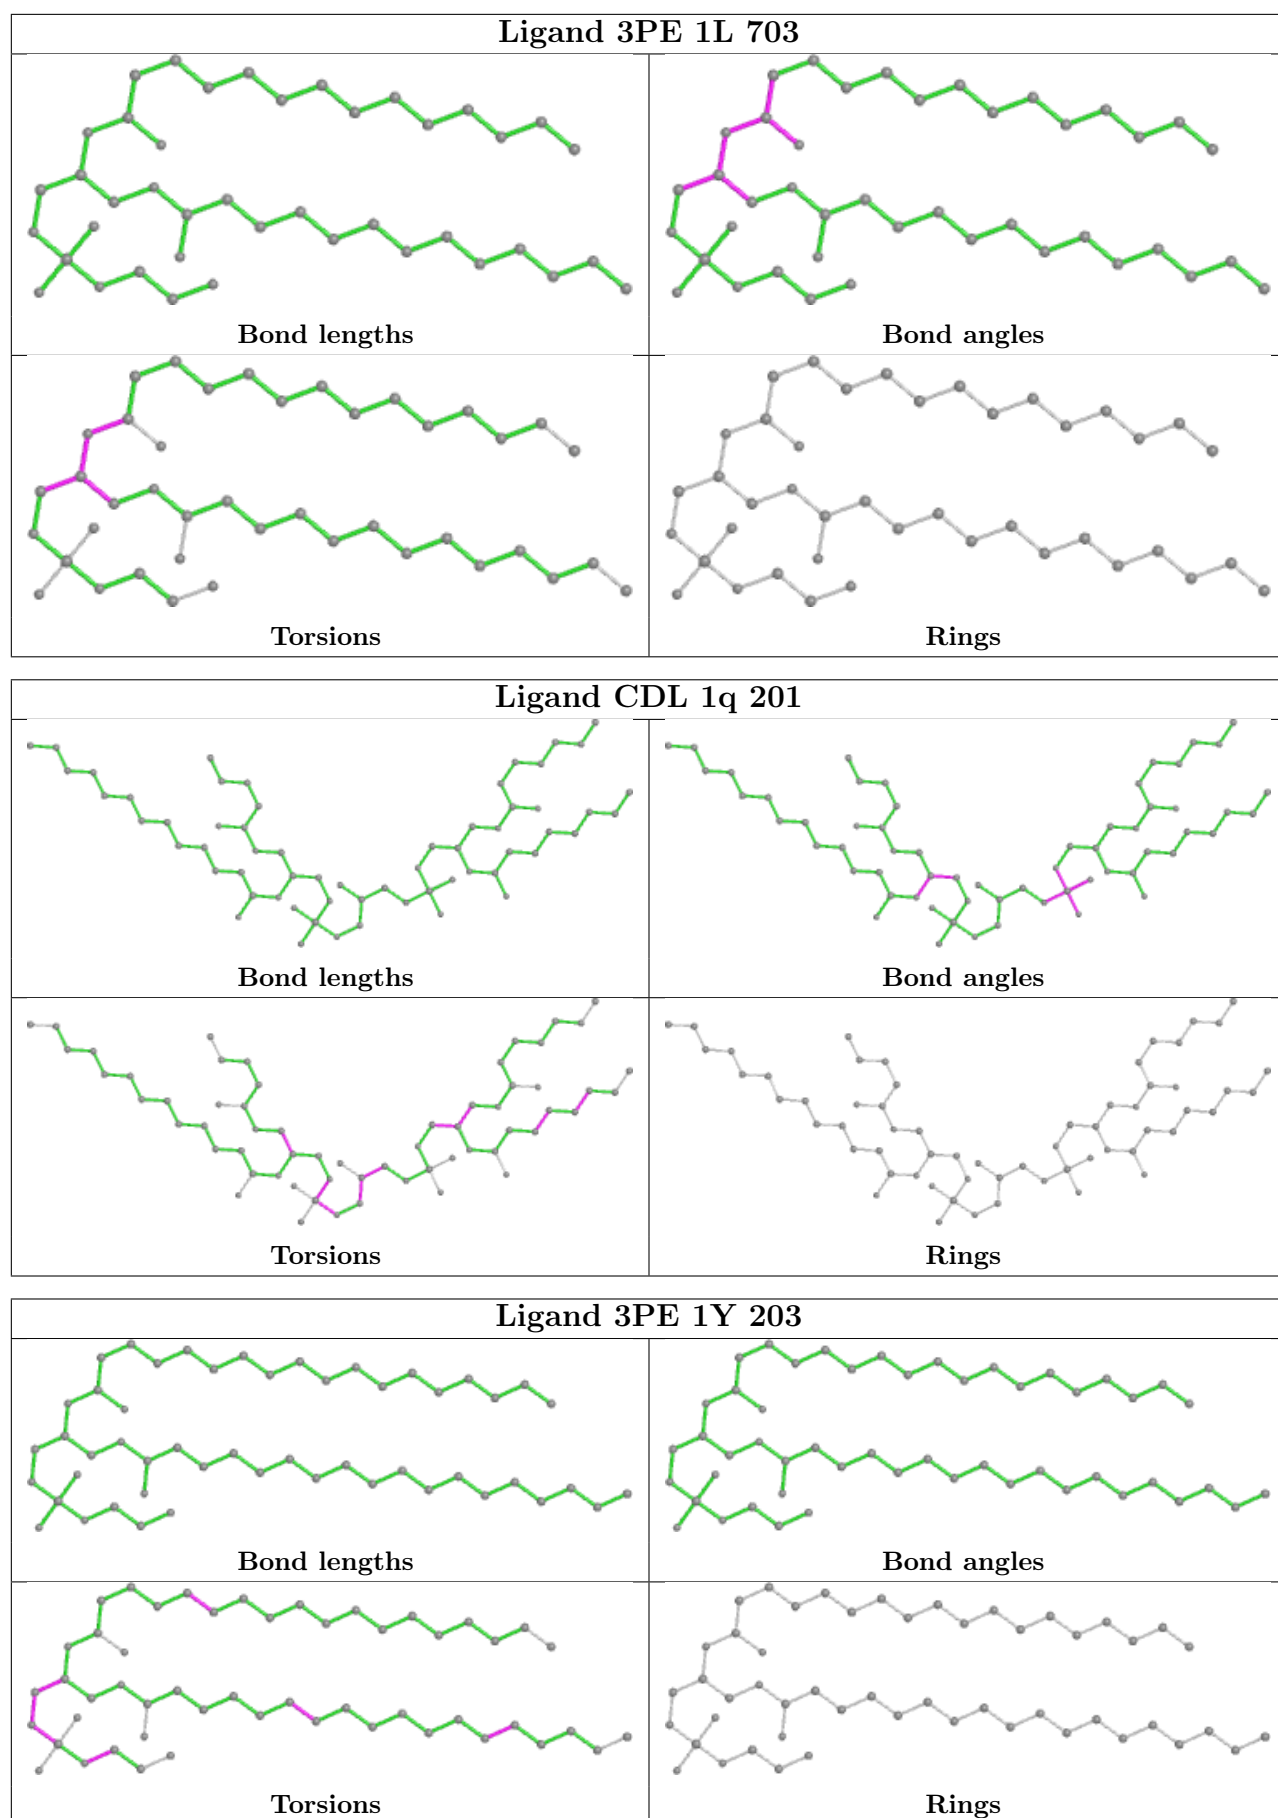 Ligand 3PE 1L 703
Bond lengths
Bond angles
Torsions
Rings
Ligand CDL 1q 201
Bond lengths
Bond angles
Torsions
Rings
Ligand 3PE 1Y 203
Bond lengths
Bond angles
Torsions
Rings